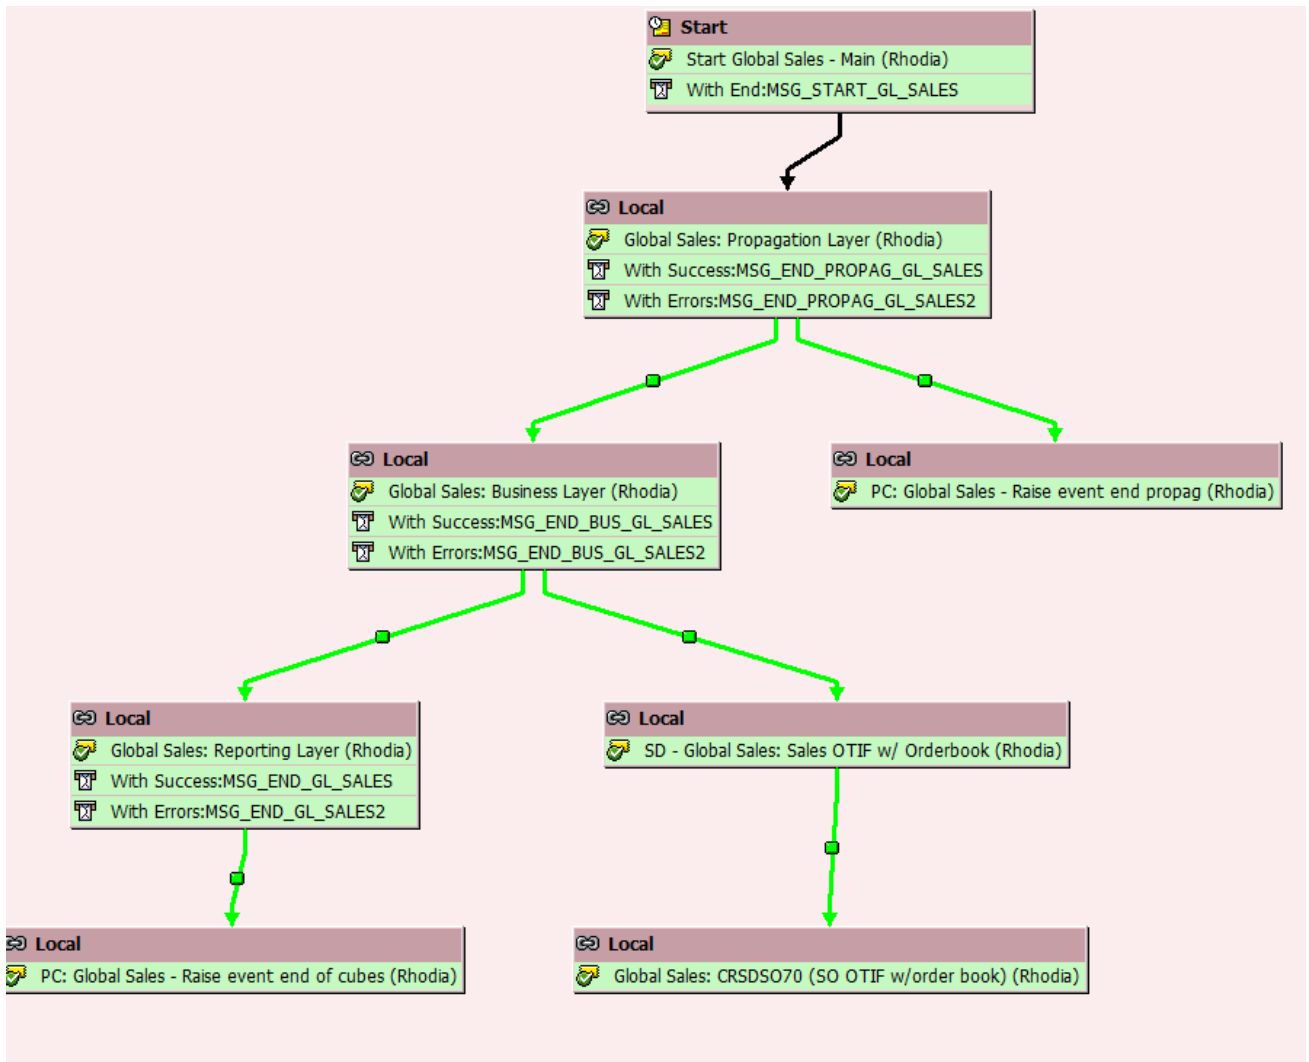 Start
Start Global Sales - Main (Rhodia)
With End:MSG_START_GL_SALES
Local
Global Sales: Propagation Layer (Rhodia)
With Success:MSG_END_PROPAG_GL_SALES
With Errors:MSG_END_PROPAG_GL_SALES2
Local
Global Sales: Business Layer (Rhodia)
With Success:MSG_END_BUS_GL_SALES
With Errors:MSG_END_BUS_GL_SALES2
Local
PC: Global Sales - Raise event end propag (Rhodia)
Local
Global Sales: Reporting Layer (Rhodia)
With Success:MSG_END_GL_SALES
With Errors:MSG_END_GL_SALES2
Local
SD - Global Sales: Sales OTIF w/ Orderbook (Rhodia)
Local
PC: Global Sales - Raise event end of cubes (Rhodia)
Local
Global Sales: CRSDSO70 (SO OTIF w/order book) (Rhodia)